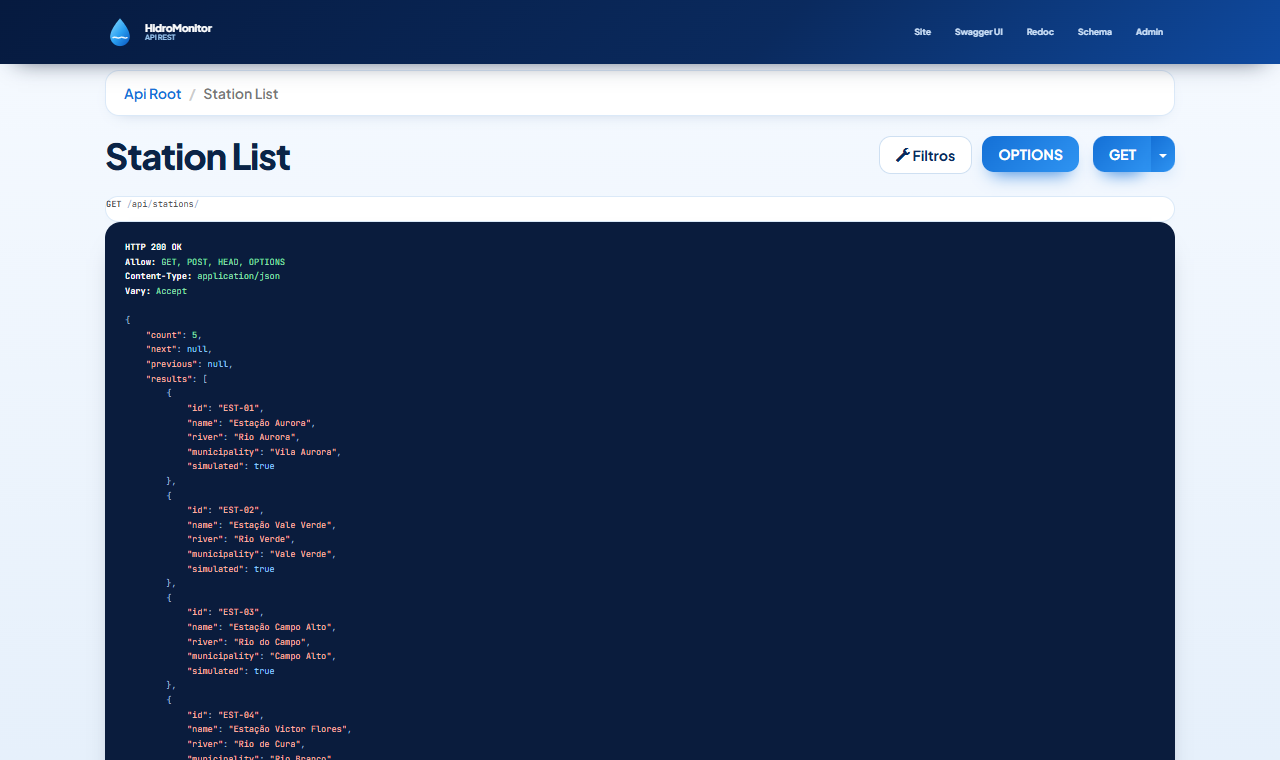 HidroMonitor
API REST
Site Swagger UI Redoc Schema Admin
Api Root / Station List
Station List
Filtros OPTIONS GET
GET /api/stations/
HTTP 200 OK
Allow: GET, POST, HEAD, OPTIONS
Content-Type: application/json
Vary: Accept
{
    "count": 5,
    "next": null,
    "previous": null,
    "results": [
        {
            "id": "EST-01",
            "name": "Estação Aurora",
            "river": "Rio Aurora",
            "municipality": "Vila Aurora",
            "simulated": true
        },
        {
            "id": "EST-02",
            "name": "Estação Vale Verde",
            "river": "Rio Verde",
            "municipality": "Vale Verde",
            "simulated": true
        },
        {
            "id": "EST-03",
            "name": "Estação Campo Alto",
            "river": "Rio do Campo",
            "municipality": "Campo Alto",
            "simulated": true
        },
        {
            "id": "EST-04",
            "name": "Estação Victor Flores",
            "river": "Rio de Cura",
            "municipality": "Rio Branco"